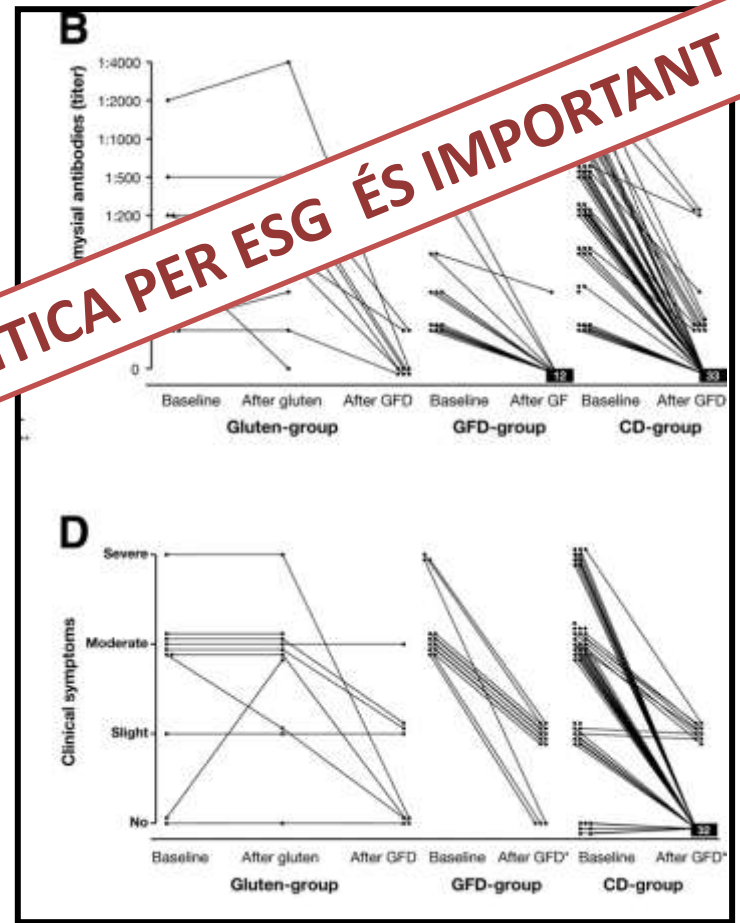 B
mysial antibodies (titer)
1:4000
1:2000
1:1000
1:500
1:200
0
TICA PER ESG ÉS IMPORTANT
12
33
Baseline After gluten After GFD Baseline After GF Baseline After GFD
Gluten-group GFD-group CD-group
D
Clinical symptoms
Severe
Moderate
Slight
No
32
Baseline After gluten After GFD Baseline After GFD* Baseline After GFD*
Gluten-group GFD-group CD-group